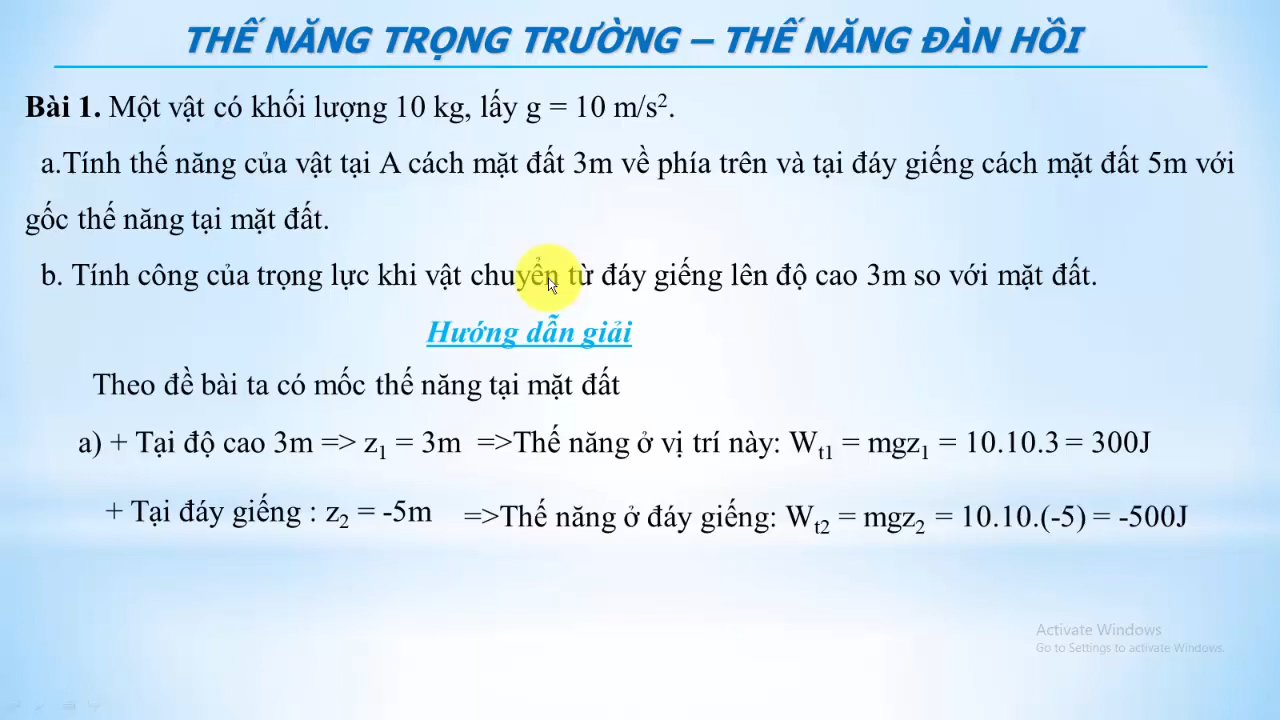 THẾ NĂNG TRỌNG TRƯỜNG – THẾ NĂNG ĐÀN HỒI
Bài 1. Một vật có khối lượng 10 kg, lấy g = 10 m/s².
a.Tính thế năng của vật tại A cách mặt đất 3m về phía trên và tại đáy giếng cách mặt đất 5m với
gốc thế năng tại mặt đất.
b. Tính công của trọng lực khi vật chuyển từ đáy giếng lên độ cao 3m so với mặt đất.
Hướng dẫn giải
Theo đề bài ta có mốc thế năng tại mặt đất
a) + Tại độ cao 3m => z₁ = 3m =>Thế năng ở vị trí này: Wₜ₁ = mgz₁ = 10.10.3 = 300J
+ Tại đáy giếng : z₂ = -5m =>Thế năng ở đáy giếng: Wₜ₂ = mgz₂ = 10.10.(-5) = -500J
Activate Windows
Go to Settings to activate Windows.